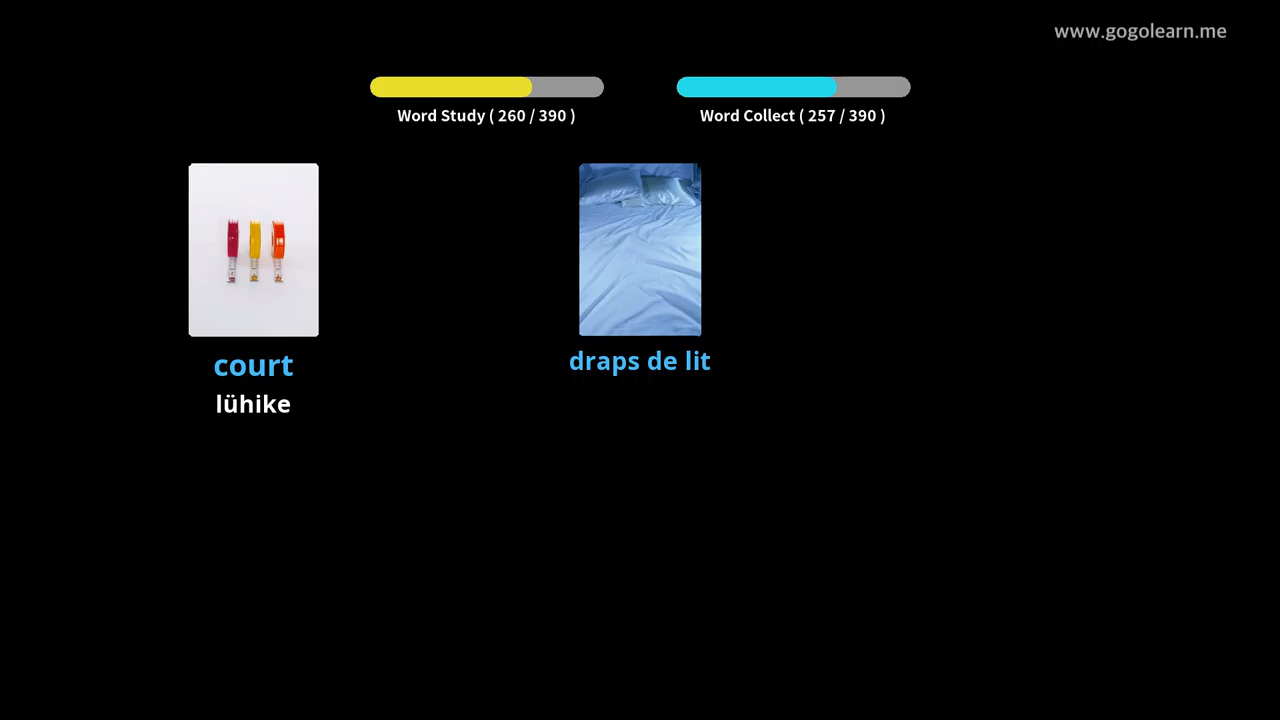 www.gogolearn.me
Word Study ( 260 / 390 )
Word Collect ( 257 / 390 )
court
lühike
draps de lit